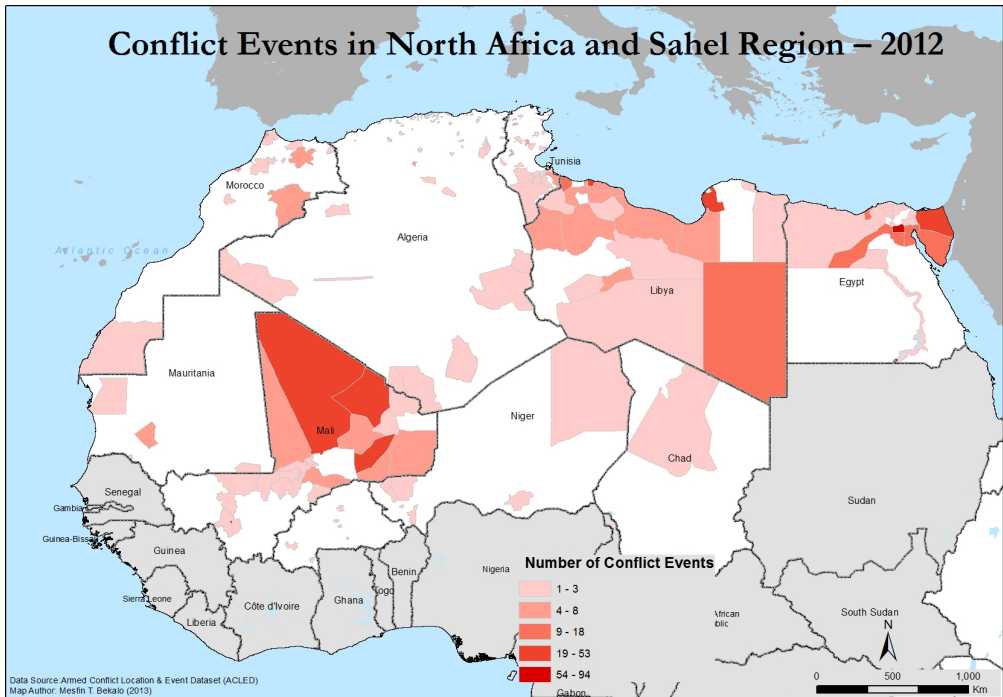 Conflict Events in North Africa and Sahel Region – 2012
Tunisia
Morocco
Atlantic Ocean
Algeria
Libya
Egypt
Mauritania
Mali
Niger
Chad
Senegal
Sudan
Gambia
Guinea-Bissau
Guinea
Nigeria
Benin
Togo
Ghana
Côte d'Ivoire
Sierra Leone
Liberia
African
blic
South Sudan
Number of Conflict Events
1 - 3
4 - 8
9 - 18
19 - 53
54 - 94
Gabon
N
0 500 1,000
Km
Data Source:Armed Conflict Location & Event Dataset (ACLED)
Map Author: Mesfin T. Bekalo (2013)